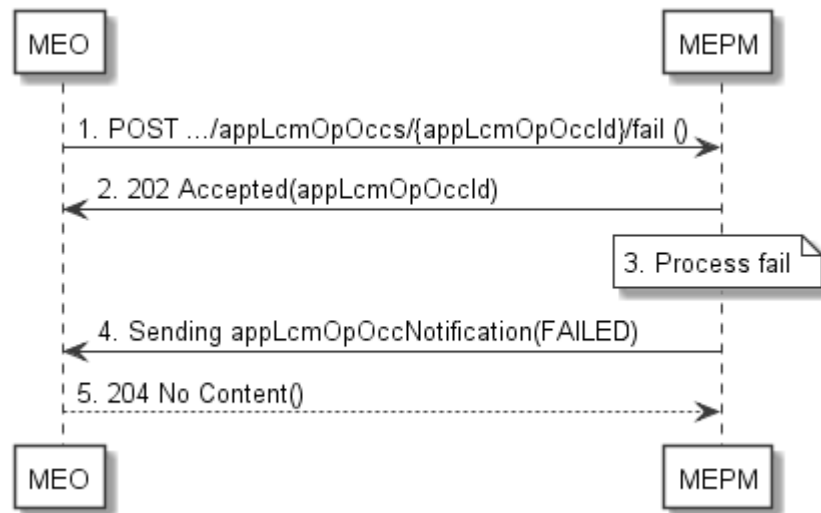 MEO
MEPM
1. POST .../appLcmOpOccs/{appLcmOpOccId}/fail ()
2. 202 Accepted(appLcmOpOccId)
3. Process fail
4. Sending appLcmOpOccNotification(FAILED)
5. 204 No Content()
MEO
MEPM